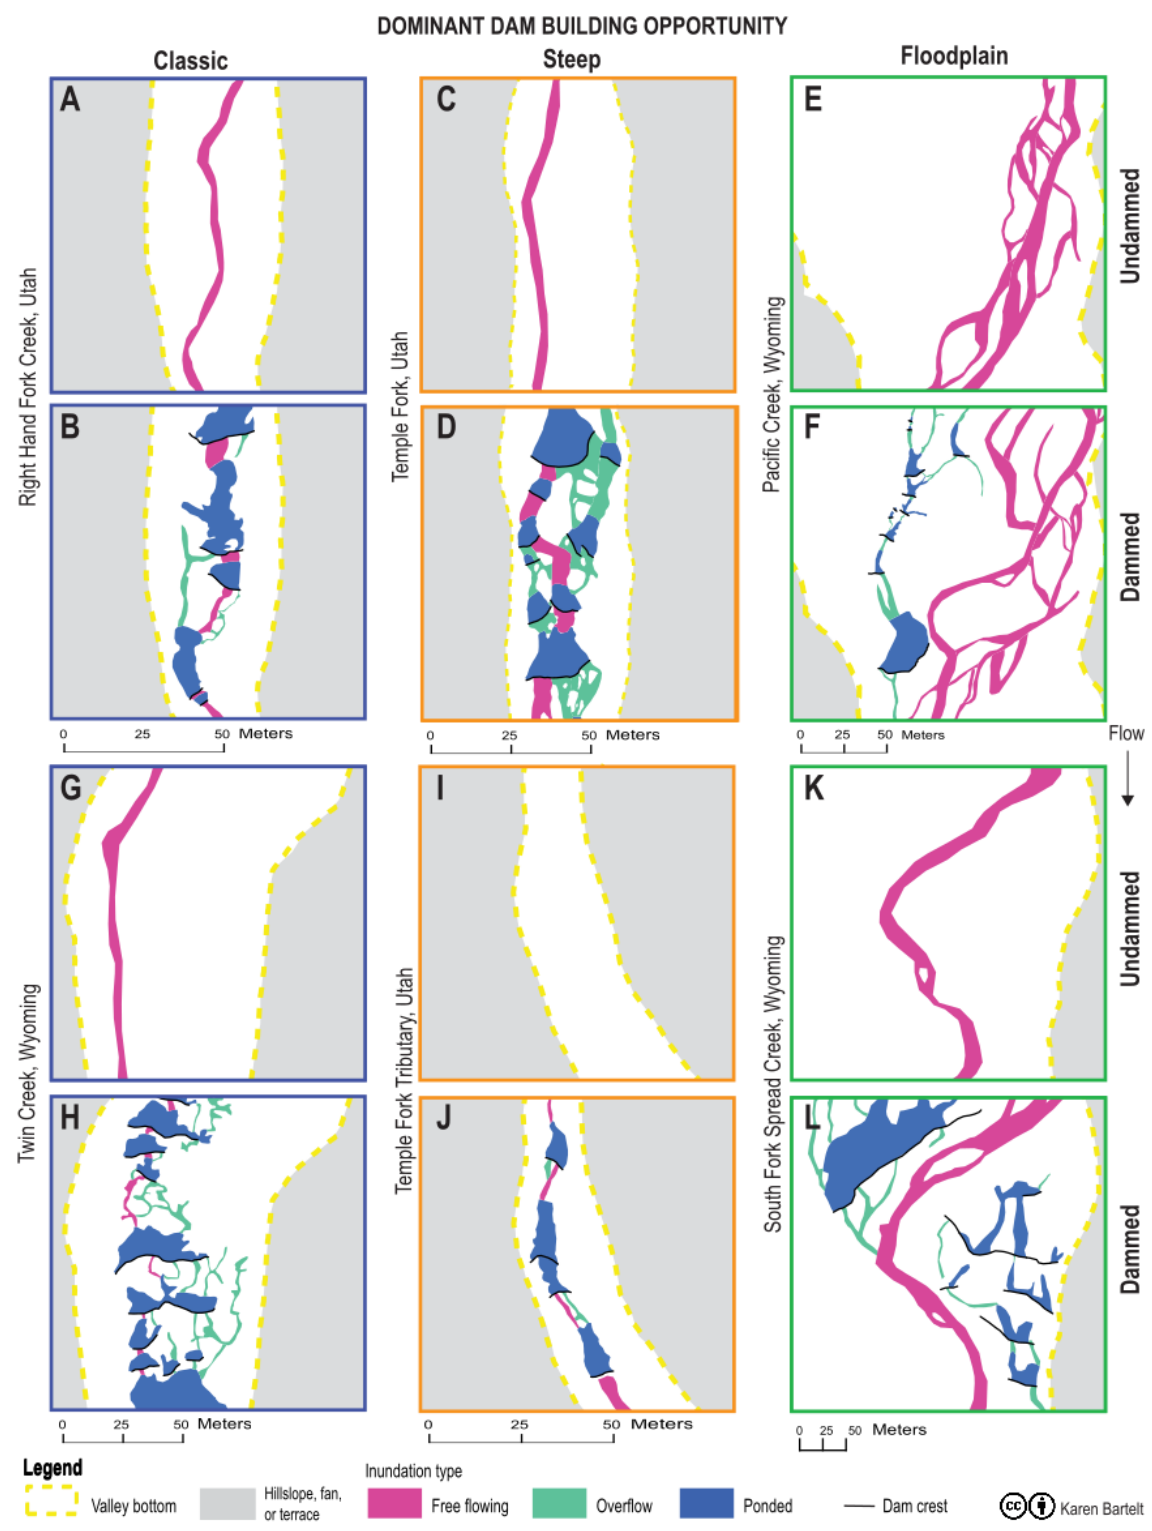 DOMINANT DAM BUILDING OPPORTUNITY
Classic
Steep
Floodplain
A
C
E
Undammed
Right Hand Fork Creek, Utah
Temple Fork, Utah
Pacific Creek, Wyoming
B
D
F
Dammed
0 25 50 Meters
0 25 50 Meters
0 25 50 Meters
Flow
G
I
K
Undammed
Twin Creek, Wyoming
Temple Fork Tributary, Utah
South Fork Spread Creek, Wyoming
H
J
L
Dammed
0 25 50 Meters
0 25 50 Meters
0 25 50 Meters
Legend
Inundation type
Valley bottom
Hillslope, fan,
or terrace
Free flowing
Overflow
Ponded
Dam crest
cc
Karen Bartelt